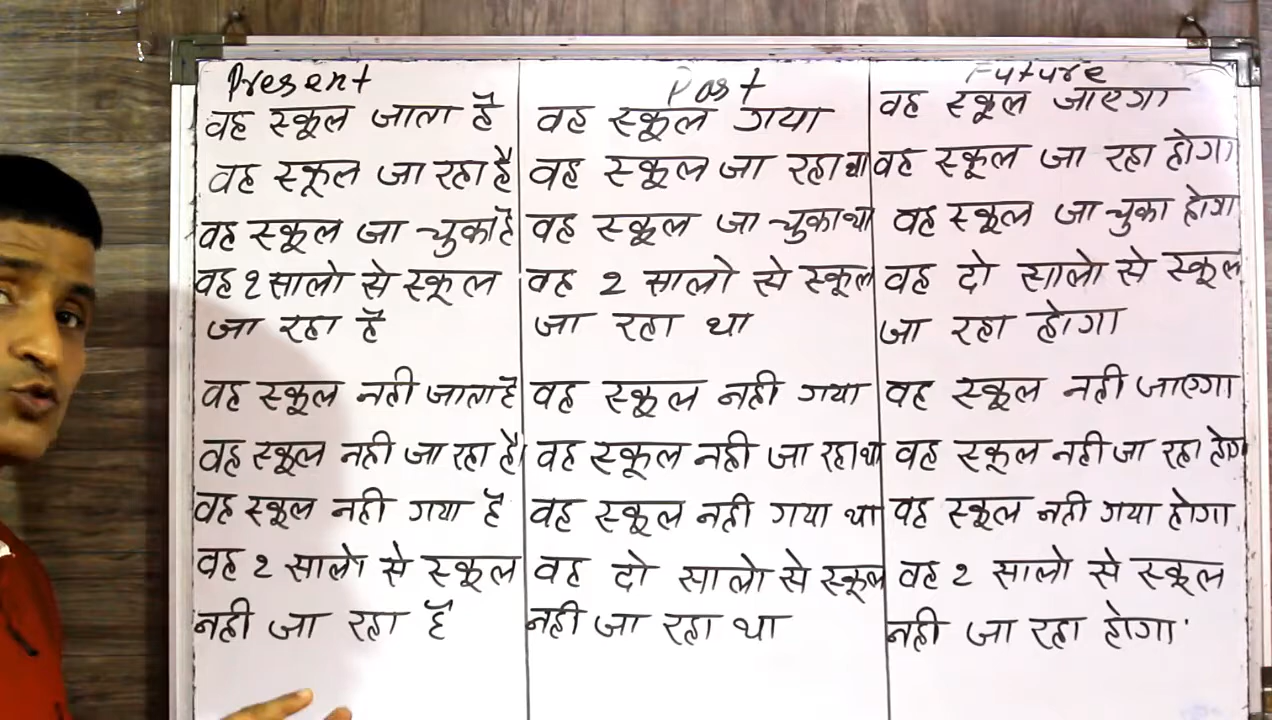 Present
वह स्कूल जाता है
वह स्कूल जा रहा है
वह स्कूल जा चुका है
वह 2 सालो से स्कूल
जा रहा है
वह स्कूल नही जाता है
वह स्कूल नही जा रहा है
वह स्कूल नही गया है
वह 2 सालो से स्कूल
नही जा रहा है
Past
वह स्कूल गया
वह स्कूल जा रहा था
वह स्कूल जा चुका था
वह 2 सालो से स्कूल
जा रहा था
वह स्कूल नही गया
वह स्कूल नही जा रहा था
वह स्कूल नही गया था
वह दो सालो से स्कूल
नही जा रहा था
Future
वह स्कूल जाएगा
वह स्कूल जा रहा होगा
वह स्कूल जा चुका होगा
वह दो सालो से स्कूल
जा रहा होगा
वह स्कूल नही जाएगा
वह स्कूल नही जा रहा होगा
वह स्कूल नही गया होगा
वह 2 सालो से स्कूल
नही जा रहा होगा